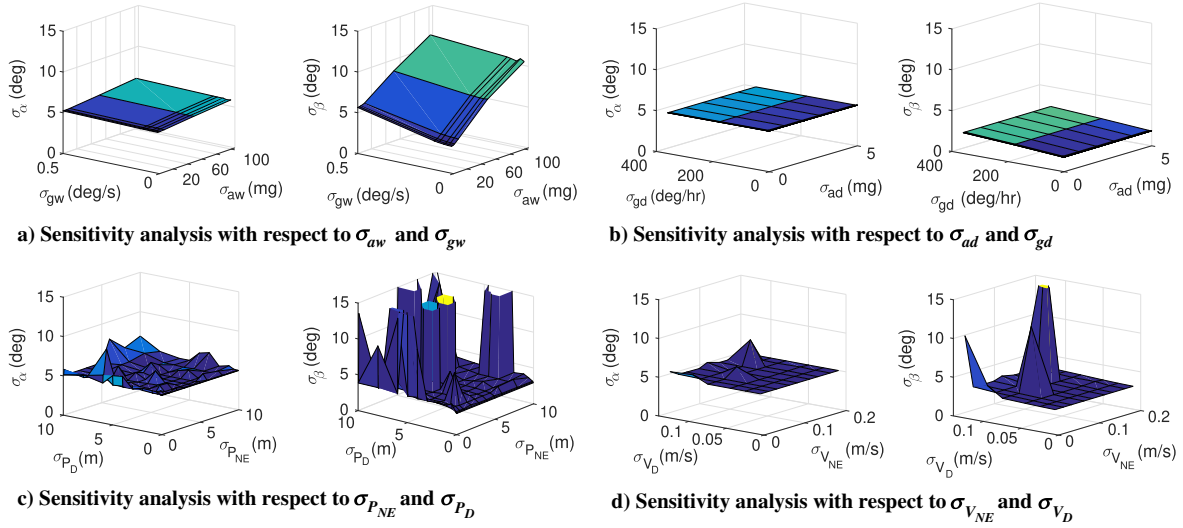 15
10
5
0
σα (deg)
0.5
0
σgw (deg/s)
20
60
100
σaw (mg)
15
10
5
0
σβ (deg)
0.5
0
σgw (deg/s)
20
60
100
σaw (mg)
15
10
5
0
σα (deg)
400
200
0
σgd (deg/hr)
0
5
σad (mg)
15
10
5
0
σβ (deg)
400
200
0
σgd (deg/hr)
0
5
σad (mg)
a) Sensitivity analysis with respect to σaw and σgw
b) Sensitivity analysis with respect to σad and σgd
15
10
5
0
σα (deg)
10
5
0
σPD(m)
0
5
10
σPNE(m)
15
10
5
0
σβ (deg)
10
5
0
σPD(m)
0
5
10
σPNE(m)
15
10
5
0
σα (deg)
0.1
0.05
0
σVD(m/s)
0
0.1
0.2
σVNE(m/s)
15
10
5
0
σβ (deg)
0.1
0.05
0
σVD(m/s)
0
0.1
0.2
σVNE(m/s)
c) Sensitivity analysis with respect to σPNE and σPD
d) Sensitivity analysis with respect to σVNE and σVD